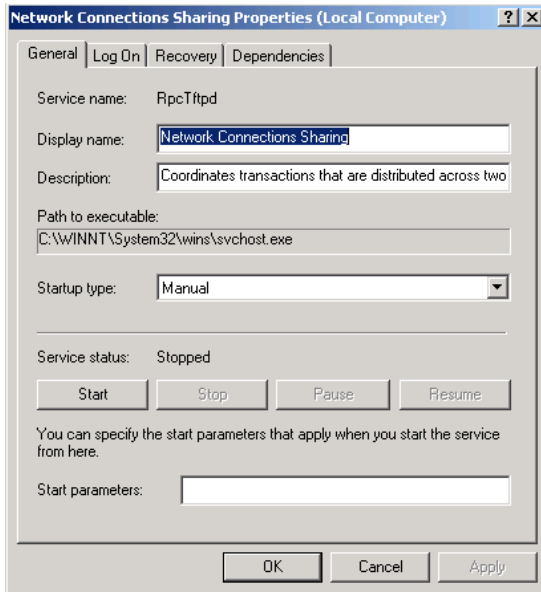 Network Connections Sharing Properties (Local Computer)
General Log On Recovery Dependencies
Service name: RpcTftpd
Display name: Network Connections Sharing
Description: Coordinates transactions that are distributed across two
Path to executable:
C:\WINNT\System32\wins\svchost.exe
Startup type: Manual
Service status: Stopped
Start Stop Pause Resume
You can specify the start parameters that apply when you start the service
from here.
Start parameters:
OK Cancel Apply